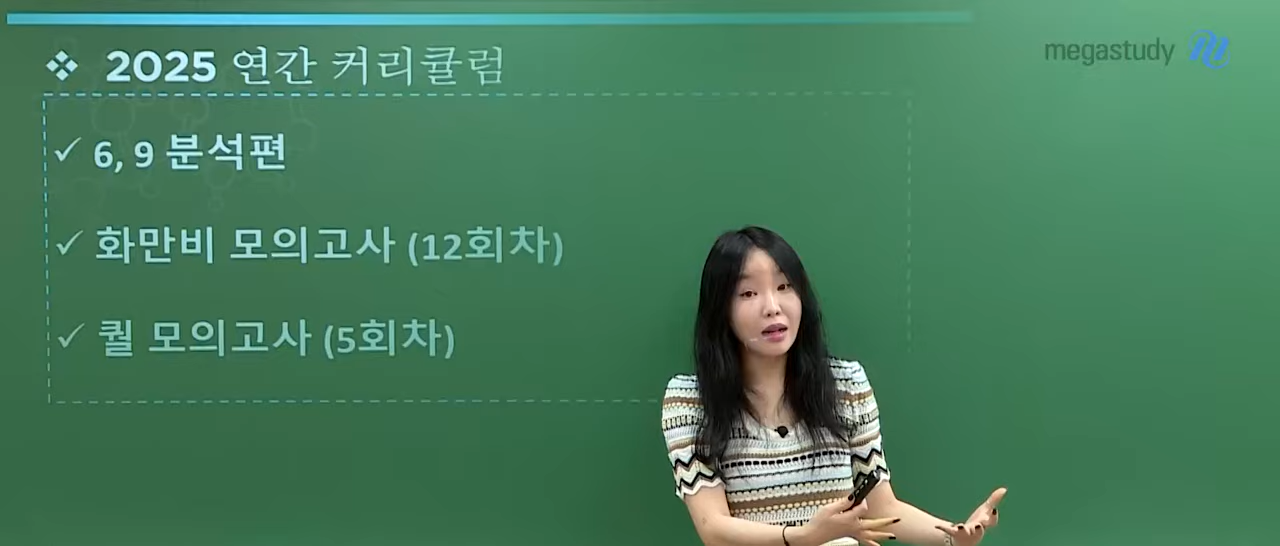 ❖ 2025 연간 커리큘럼
megastudy
✓ 6, 9 분석편
✓ 화만비 모의고사 (12회차)
✓ 퀄 모의고사 (5회차)